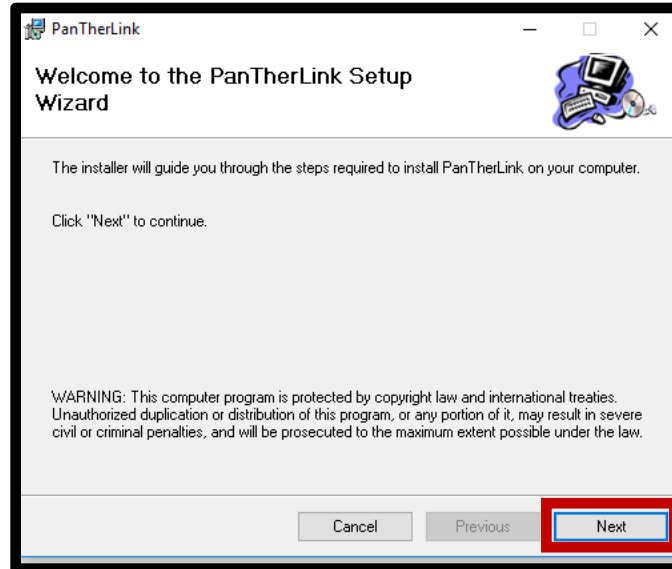 PanTherLink
Welcome to the PanTherLink Setup
Wizard
The installer will guide you through the steps required to install PanTherLink on your computer.
Click "Next" to continue.
WARNING: This computer program is protected by copyright law and international treaties.
Unauthorized duplication or distribution of this program, or any portion of it, may result in severe
civil or criminal penalties, and will be prosecuted to the maximum extent possible under the law.
Cancel Previous Next